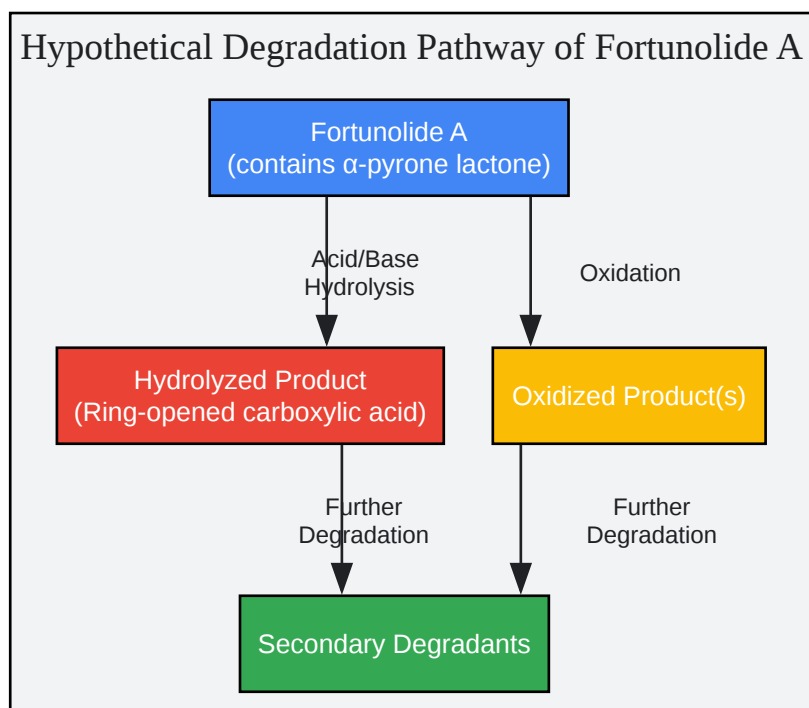 Hypothetical Degradation Pathway of Fortunolide A
Fortunolide A
(contains α-pyrone lactone)
Acid/Base
Hydrolysis
Oxidation
Hydrolyzed Product
(Ring-opened carboxylic acid)
Oxidized Product(s)
Further
Degradation
Further
Degradation
Secondary Degradants